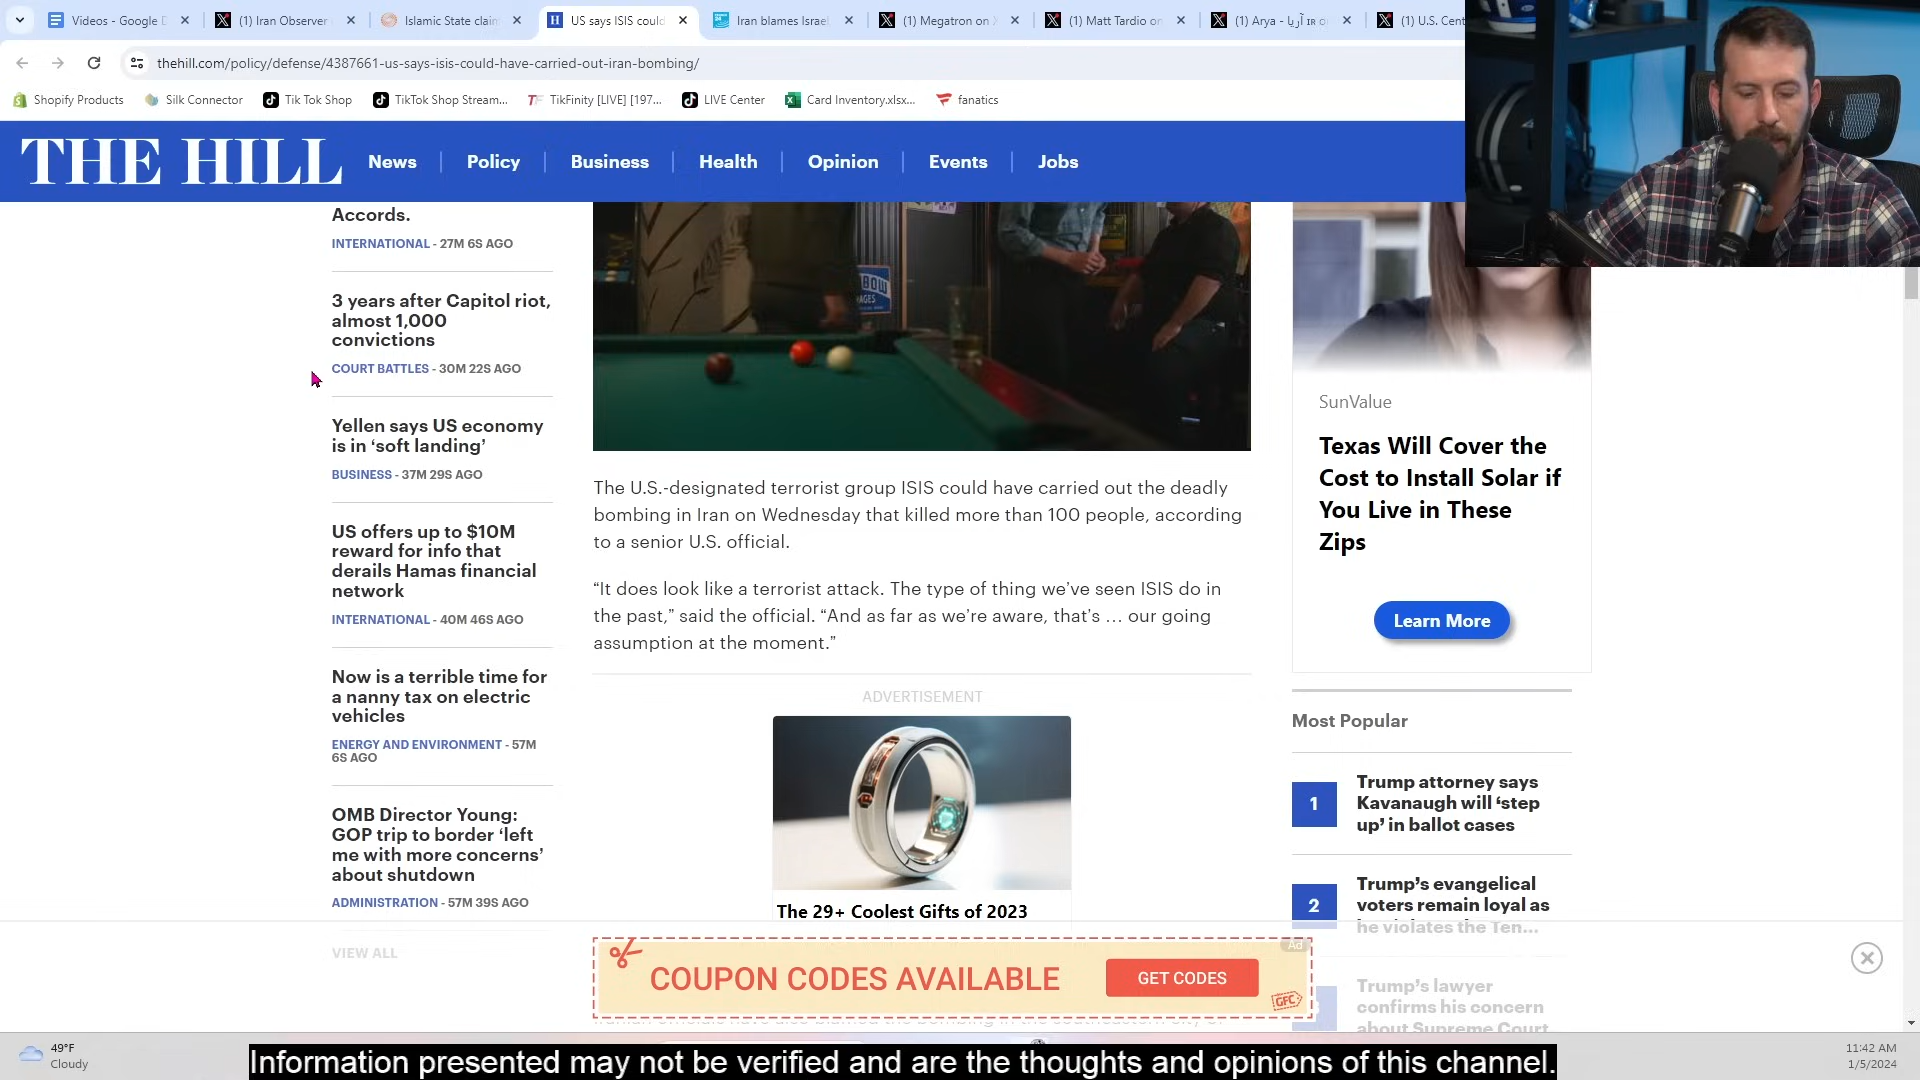 Videos - Google D
(1) Iran Observer
Islamic State claim
US says ISIS could
Iran blames Israel
(1) Megatron on X
(1) Matt Tardio on
(1) Arya - آریا IR o
(1) U.S. Cent
thehill.com/policy/defense/4387661-us-says-isis-could-have-carried-out-iran-bombing/
Shopify Products
Silk Connector
Tik Tok Shop
TikTok Shop Stream...
TikFinity [LIVE] [197...
LIVE Center
Card Inventory.xlsx...
fanatics
THE HILL
News
Policy
Business
Health
Opinion
Events
Jobs
Accords.
INTERNATIONAL - 27M 6S AGO
3 years after Capitol riot,
almost 1,000
convictions
COURT BATTLES - 30M 22S AGO
Yellen says US economy
is in ‘soft landing’
BUSINESS - 37M 29S AGO
US offers up to $10M
reward for info that
derails Hamas financial
network
INTERNATIONAL - 40M 46S AGO
Now is a terrible time for
a nanny tax on electric
vehicles
ENERGY AND ENVIRONMENT - 57M
6S AGO
OMB Director Young:
GOP trip to border ‘left
me with more concerns’
about shutdown
ADMINISTRATION - 57M 39S AGO
VIEW ALL
The U.S.-designated terrorist group ISIS could have carried out the deadly
bombing in Iran on Wednesday that killed more than 100 people, according
to a senior U.S. official.
“It does look like a terrorist attack. The type of thing we’ve seen ISIS do in
the past,” said the official. “And as far as we’re aware, that’s … our going
assumption at the moment.”
ADVERTISEMENT
The 29+ Coolest Gifts of 2023
SunValue
Texas Will Cover the
Cost to Install Solar if
You Live in These
Zips
Learn More
Most Popular
1
Trump attorney says
Kavanaugh will ‘step
up’ in ballot cases
2
Trump’s evangelical
voters remain loyal as
he violates the Ten...
Trump’s lawyer
confirms his concern
about Supreme Court
Ad
COUPON CODES AVAILABLE
GET CODES
GFC
49°F
Cloudy
Information presented may not be verified and are the thoughts and opinions of this channel.
11:42 AM
1/5/2024